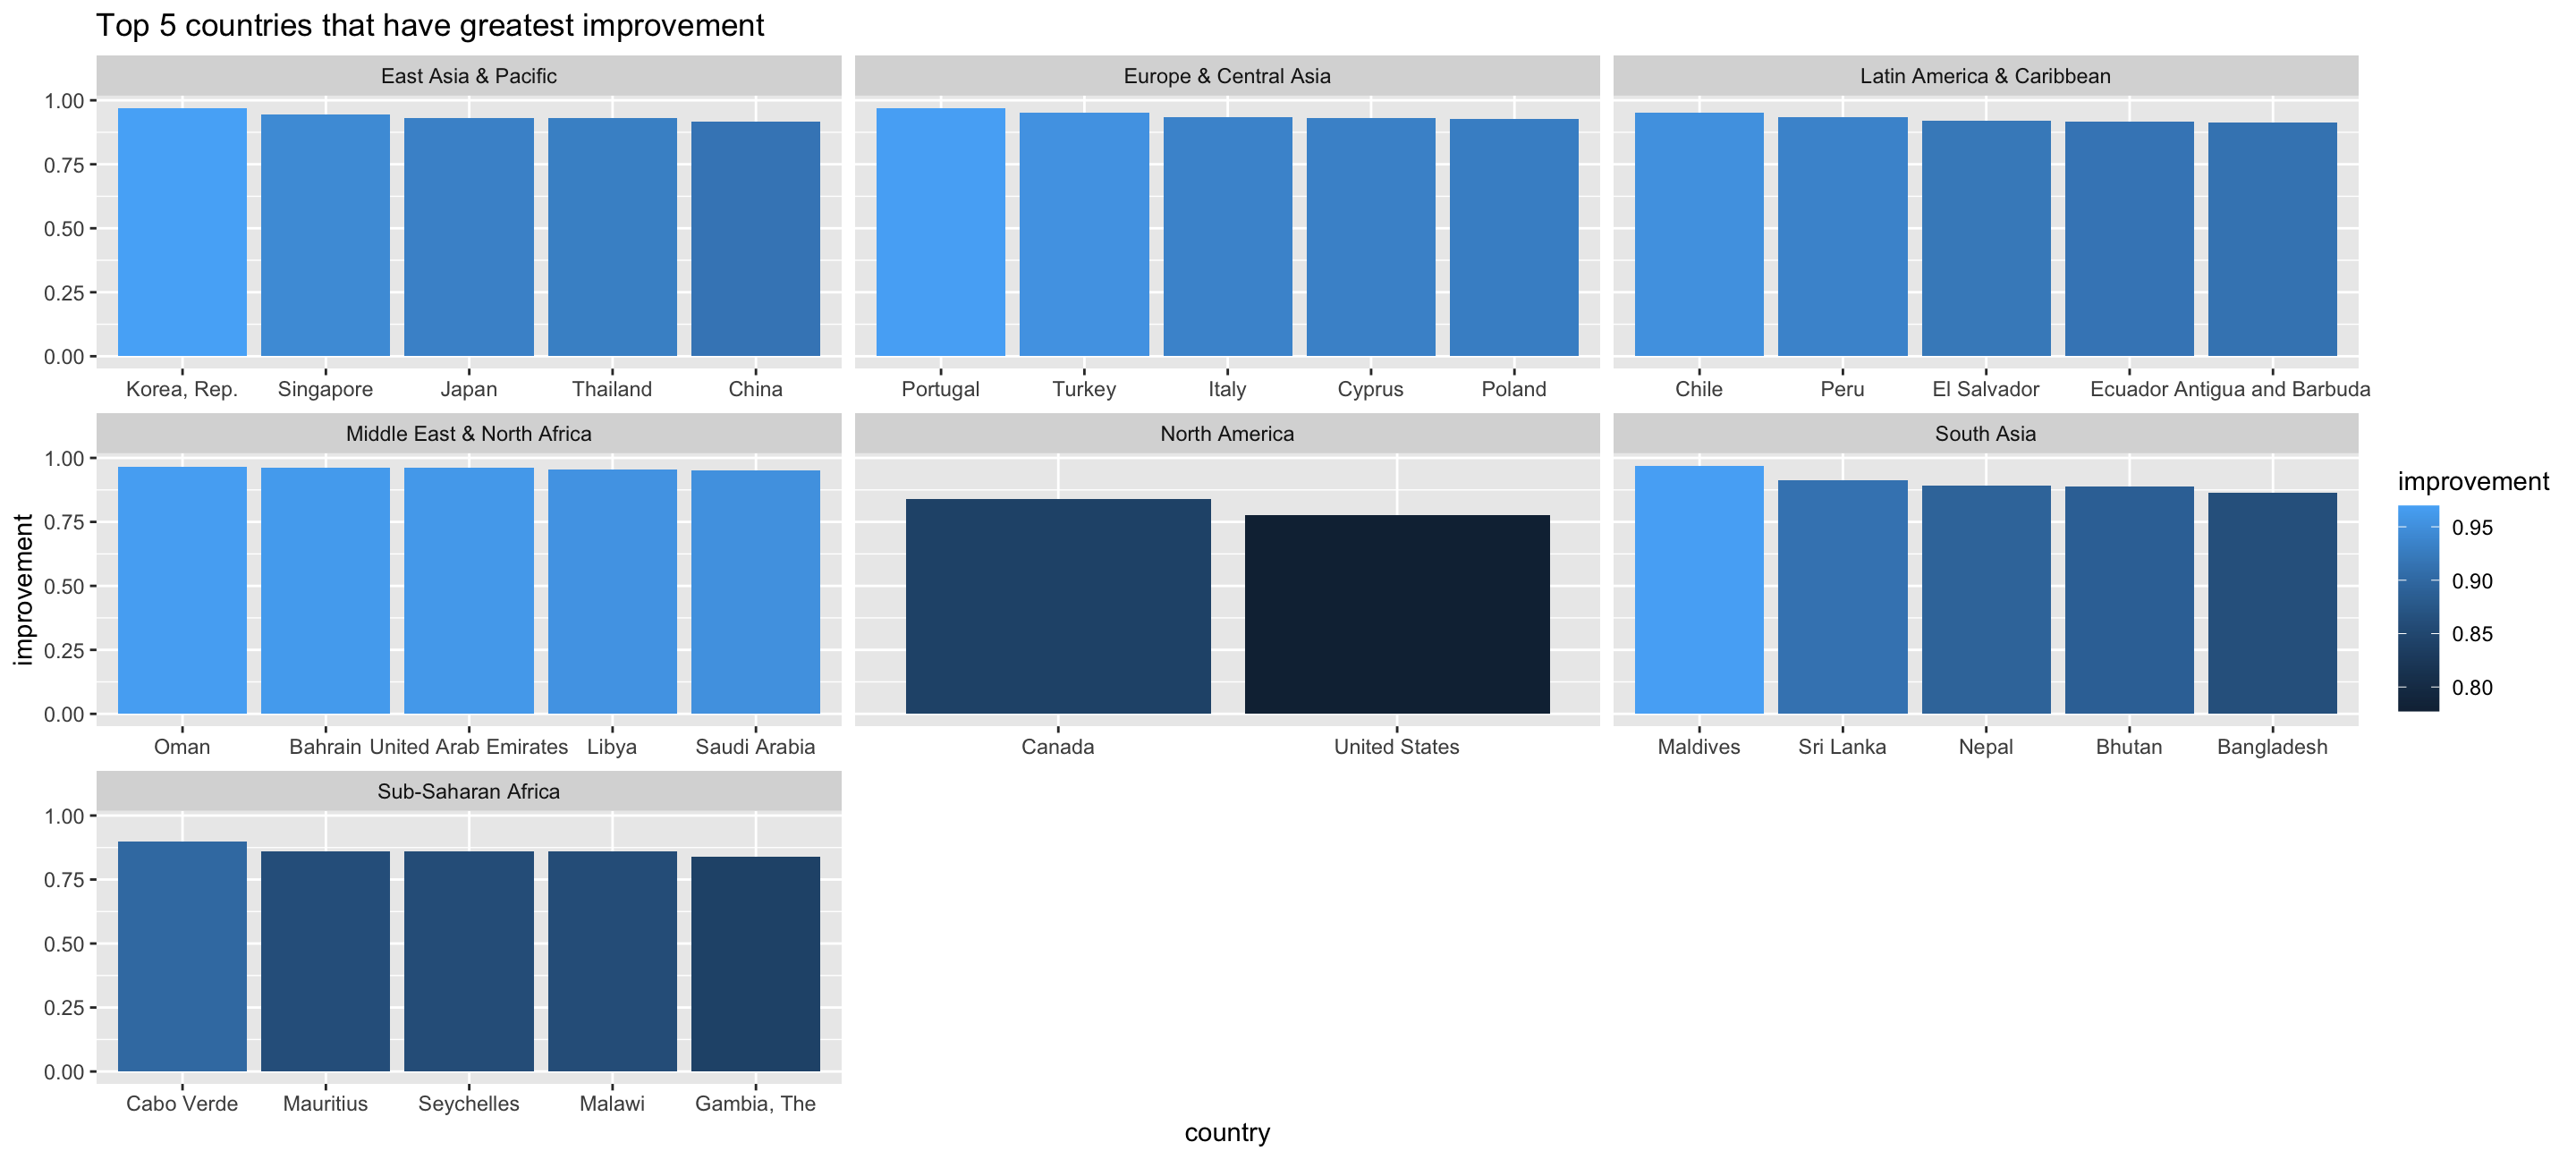 Top 5 countries that have greatest improvement
East Asia & Pacific
Europe & Central Asia
Latin America & Caribbean
1.00
0.75
0.50
0.25
0.00
Korea, Rep. Singapore Japan Thailand China
Portugal Turkey Italy Cyprus Poland
Chile Peru El Salvador Ecuador Antigua and Barbuda
Middle East & North Africa
North America
South Asia
1.00
0.75
0.50
0.25
0.00
Oman Bahrain United Arab Emirates Libya Saudi Arabia
Canada United States
Maldives Sri Lanka Nepal Bhutan Bangladesh
Sub-Saharan Africa
1.00
0.75
0.50
0.25
0.00
Cabo Verde Mauritius Seychelles Malawi Gambia, The
improvement
country
improvement
0.95
0.90
0.85
0.80